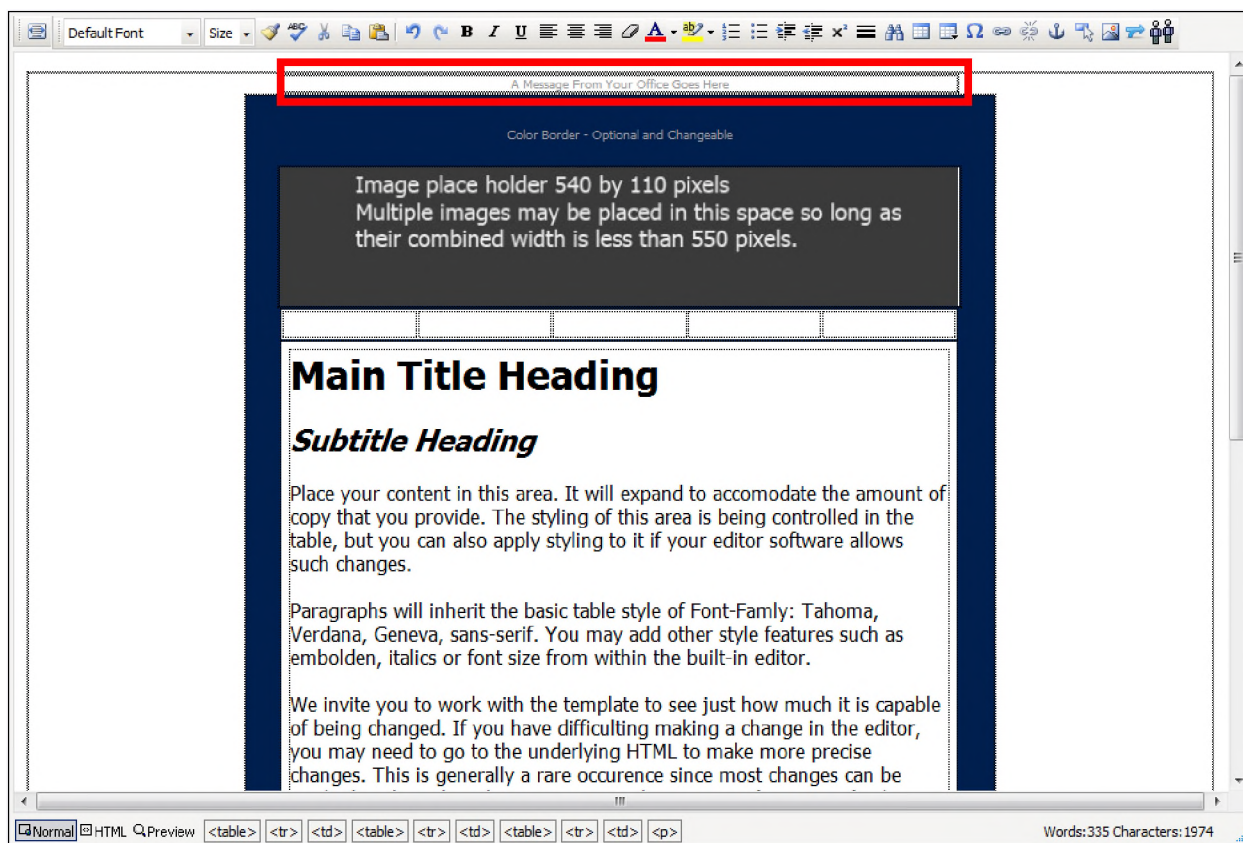 Default Font Size
A Message From Your Office Goes Here
Color Border - Optional and Changeable
Image place holder 540 by 110 pixels
Multiple images may be placed in this space so long as
their combined width is less than 550 pixels.
Main Title Heading
Subtitle Heading
Place your content in this area. It will expand to accomodate the amount of
copy that you provide. The styling of this area is being controlled in the
table, but you can also apply styling to it if your editor software allows
such changes.
Paragraphs will inherit the basic table style of Font-Famly: Tahoma,
Verdana, Geneva, sans-serif. You may add other style features such as
embolden, italics or font size from within the built-in editor.
We invite you to work with the template to see just how much it is capable
of being changed. If you have difficulting making a change in the editor,
you may need to go to the underlying HTML to make more precise
changes. This is generally a rare occurence since most changes can be
Normal HTML Preview <table> <tr> <td> <table> <tr> <td> <table> <tr> <td> <p> Words:335 Characters:1974